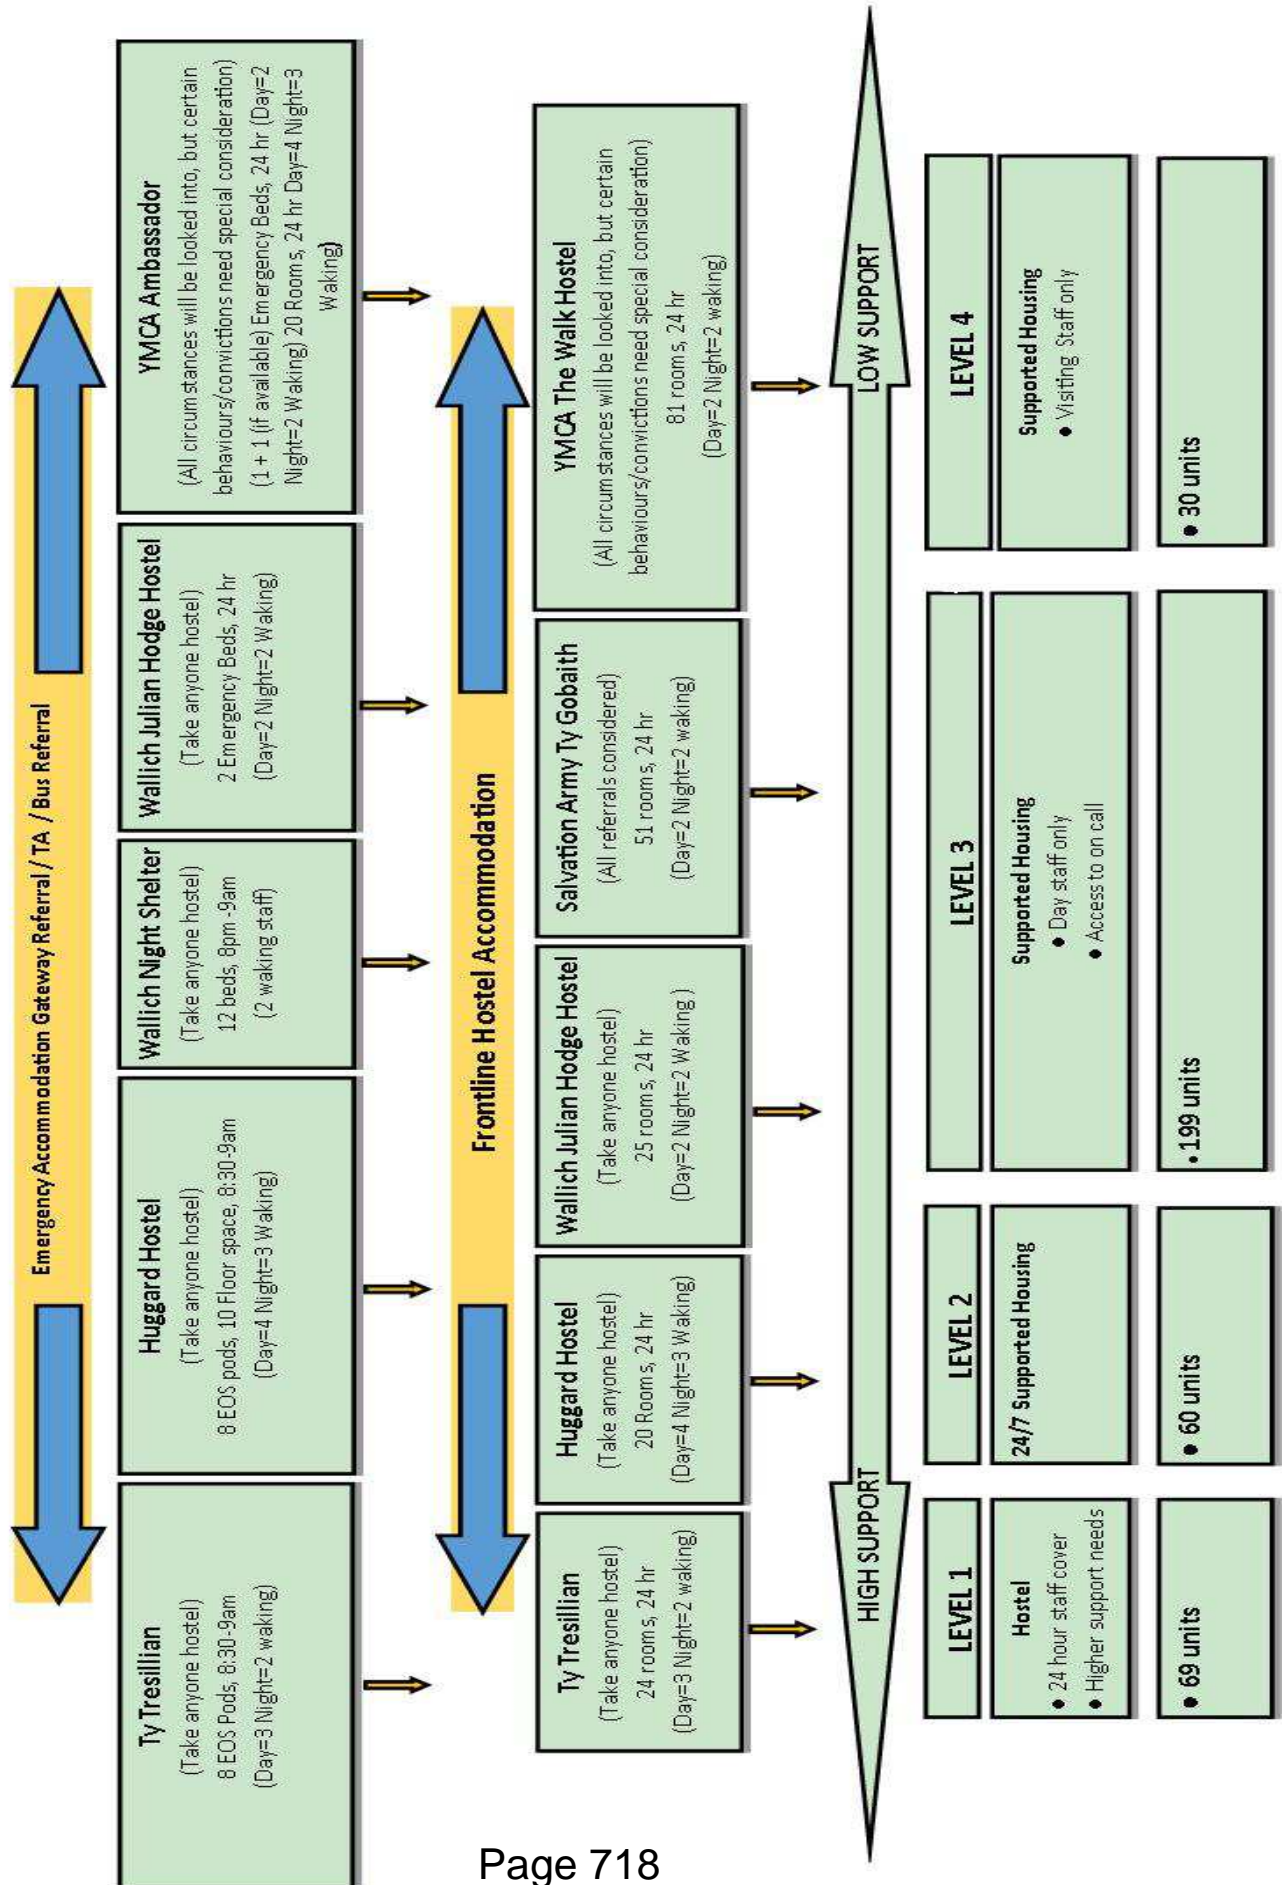 Emergency Accommodation Gateway Referral / TA / Bus Referral
Ty Tresillian
(Take anyone hostel)
8 EOS Pods, 8:30-9am
(Day=3 Night=2 waking)
Huggard Hostel
(Take anyone hostel)
8 EOS pods, 10 Floor space, 8:30-9am
(Day=4 Night=3 Waking)
Wallich Night Shelter
(Take anyone hostel)
12 beds, 8pm-9am
(2 waking staff)
Wallich Julian Hodge Hostel
(Take anyone hostel)
2 Emergency Beds, 24 hr
(Day=2 Night=2 Waking)
YMCA Ambassador
(All circumstances will be looked into, but certain
behaviours/convictions need special consideration)
(1 + 1 (if available) Emergency Beds, 24 hr (Day=2
Night=2 Waking) 20 Rooms, 24 hr Day=4 Night=3
Waking)
Frontline Hostel Accommodation
Ty Tresillian
(Take anyone hostel)
24 rooms, 24 hr
(Day=3 Night=2 waking)
Huggard Hostel
(Take anyone hostel)
20 Rooms, 24 hr
(Day=4 Night=3 Waking)
Wallich Julian Hodge Hostel
(Take anyone hostel)
25 rooms, 24 hr
(Day=2 Night=2 Waking )
Salvation Army Ty Gobaith
(All referrals considered)
51 rooms, 24 hr
(Day=2 Night=2 waking)
YMCA The Walk Hostel
(All circumstances will be looked into, but certain
behaviours/convictions need special consideration)
81 rooms, 24 hr
(Day=2 Night=2 waking)
HIGH SUPPORT
LOW SUPPORT
LEVEL 1
Hostel
● 24 hour staff cover
● Higher support needs
● 69 units
LEVEL 2
24/7 Supported Housing
● 60 units
LEVEL 3
Supported Housing
● Day staff only
● Access to on call
•199 units
LEVEL 4
Supported Housing
● Visiting Staff only
● 30 units
Page 718